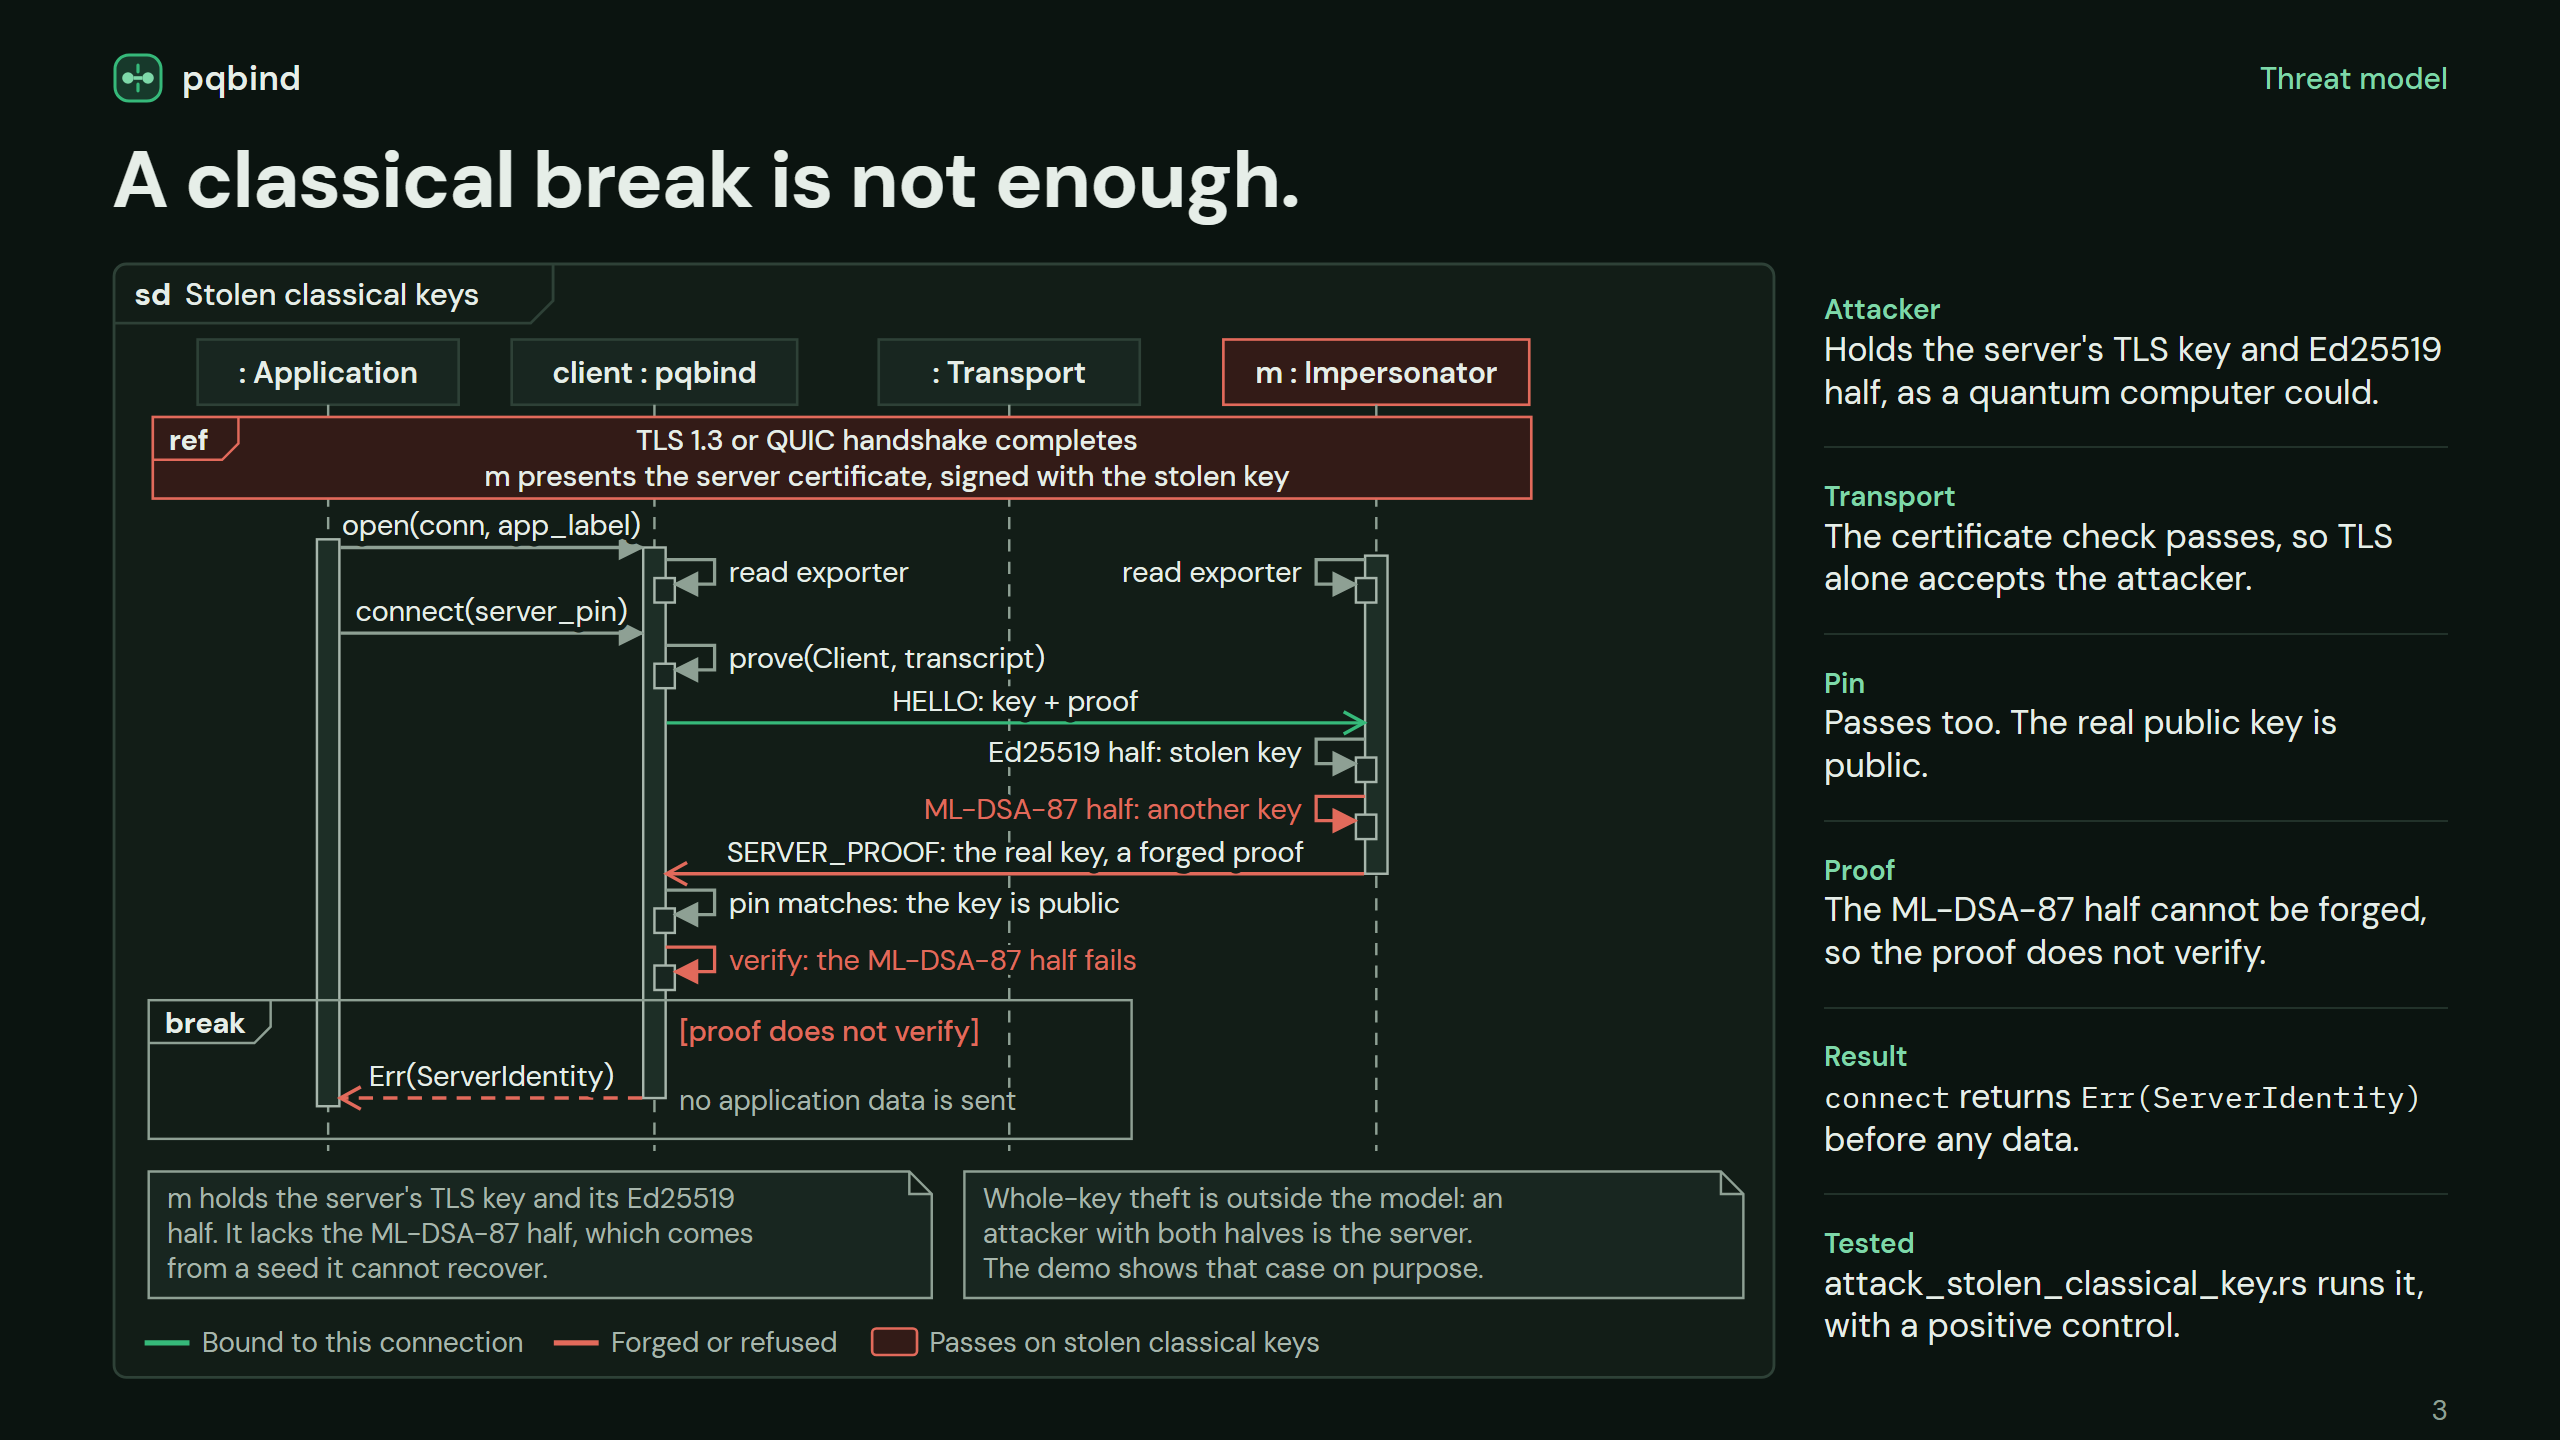 pqbind
Threat model
A classical break is not enough.
sd Stolen classical keys
: Application
client : pqbind
: Transport
m : Impersonator
ref
TLS 1.3 or QUIC handshake completes
m presents the server certificate, signed with the stolen key
open(conn, app_label)
read exporter
read exporter
connect(server_pin)
prove(Client, transcript)
HELLO: key + proof
Ed25519 half: stolen key
ML-DSA-87 half: another key
SERVER_PROOF: the real key, a forged proof
pin matches: the key is public
verify: the ML-DSA-87 half fails
break
[proof does not verify]
Err(ServerIdentity)
no application data is sent
m holds the server's TLS key and its Ed25519
half. It lacks the ML-DSA-87 half, which comes
from a seed it cannot recover.
Whole-key theft is outside the model: an
attacker with both halves is the server.
The demo shows that case on purpose.
Bound to this connection
Forged or refused
Passes on stolen classical keys
Attacker
Holds the server's TLS key and Ed25519
half, as a quantum computer could.
Transport
The certificate check passes, so TLS
alone accepts the attacker.
Pin
Passes too. The real public key is
public.
Proof
The ML-DSA-87 half cannot be forged,
so the proof does not verify.
Result
connect returns Err(ServerIdentity)
before any data.
Tested
attack_stolen_classical_key.rs runs it,
with a positive control.
3